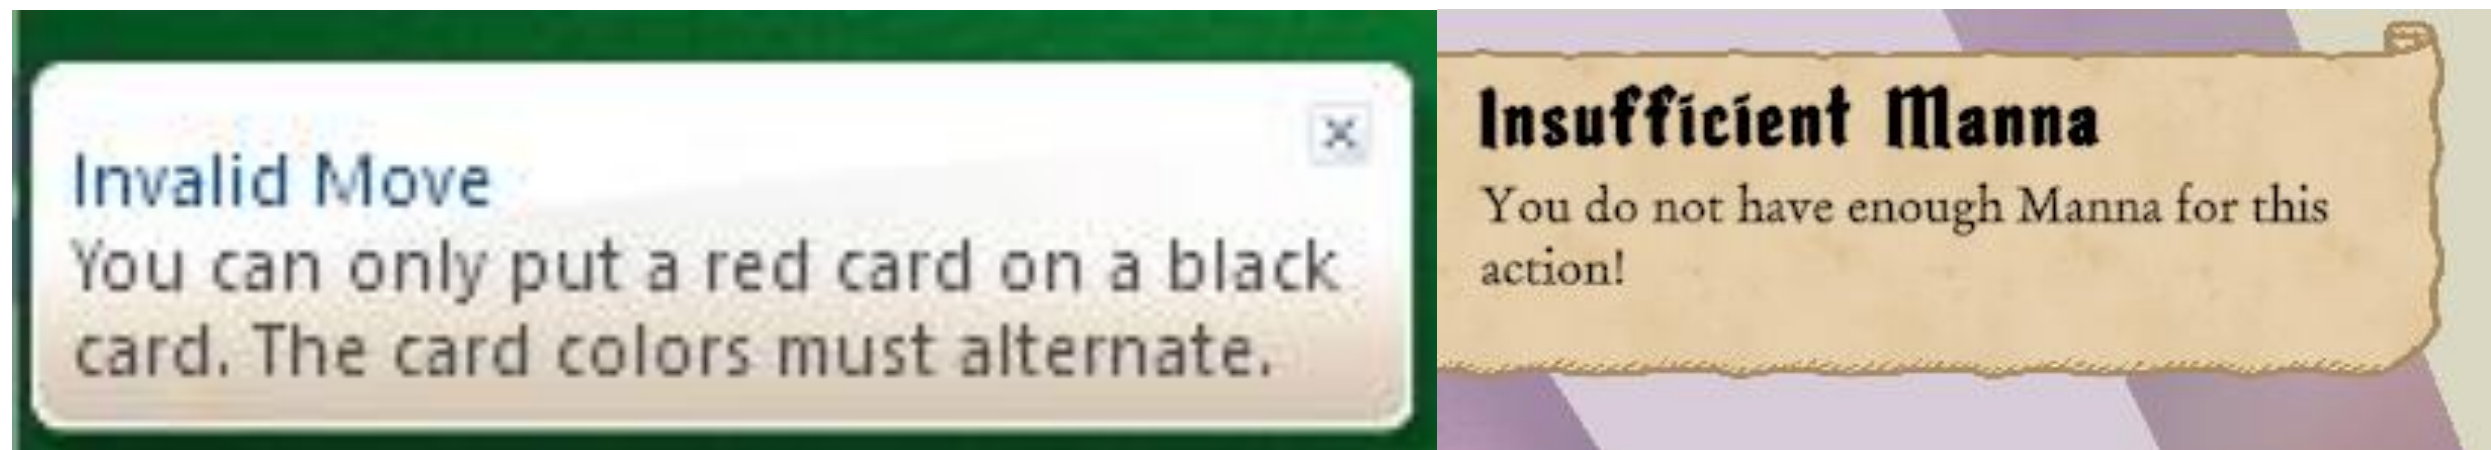 Invalid Move
You can only put a red card on a black
card. The card colors must alternate.
Insufficient Manna
You do not have enough Manna for this
action!